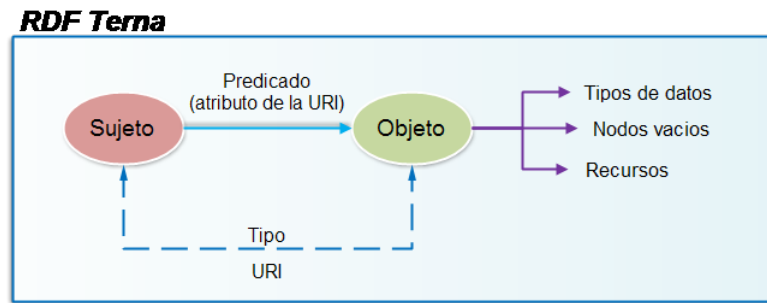 RDF Terna
Predicado
(atributo de la URI)
Sujeto
Objeto
Tipos de datos
Nodos vacios
Recursos
Tipo
URI